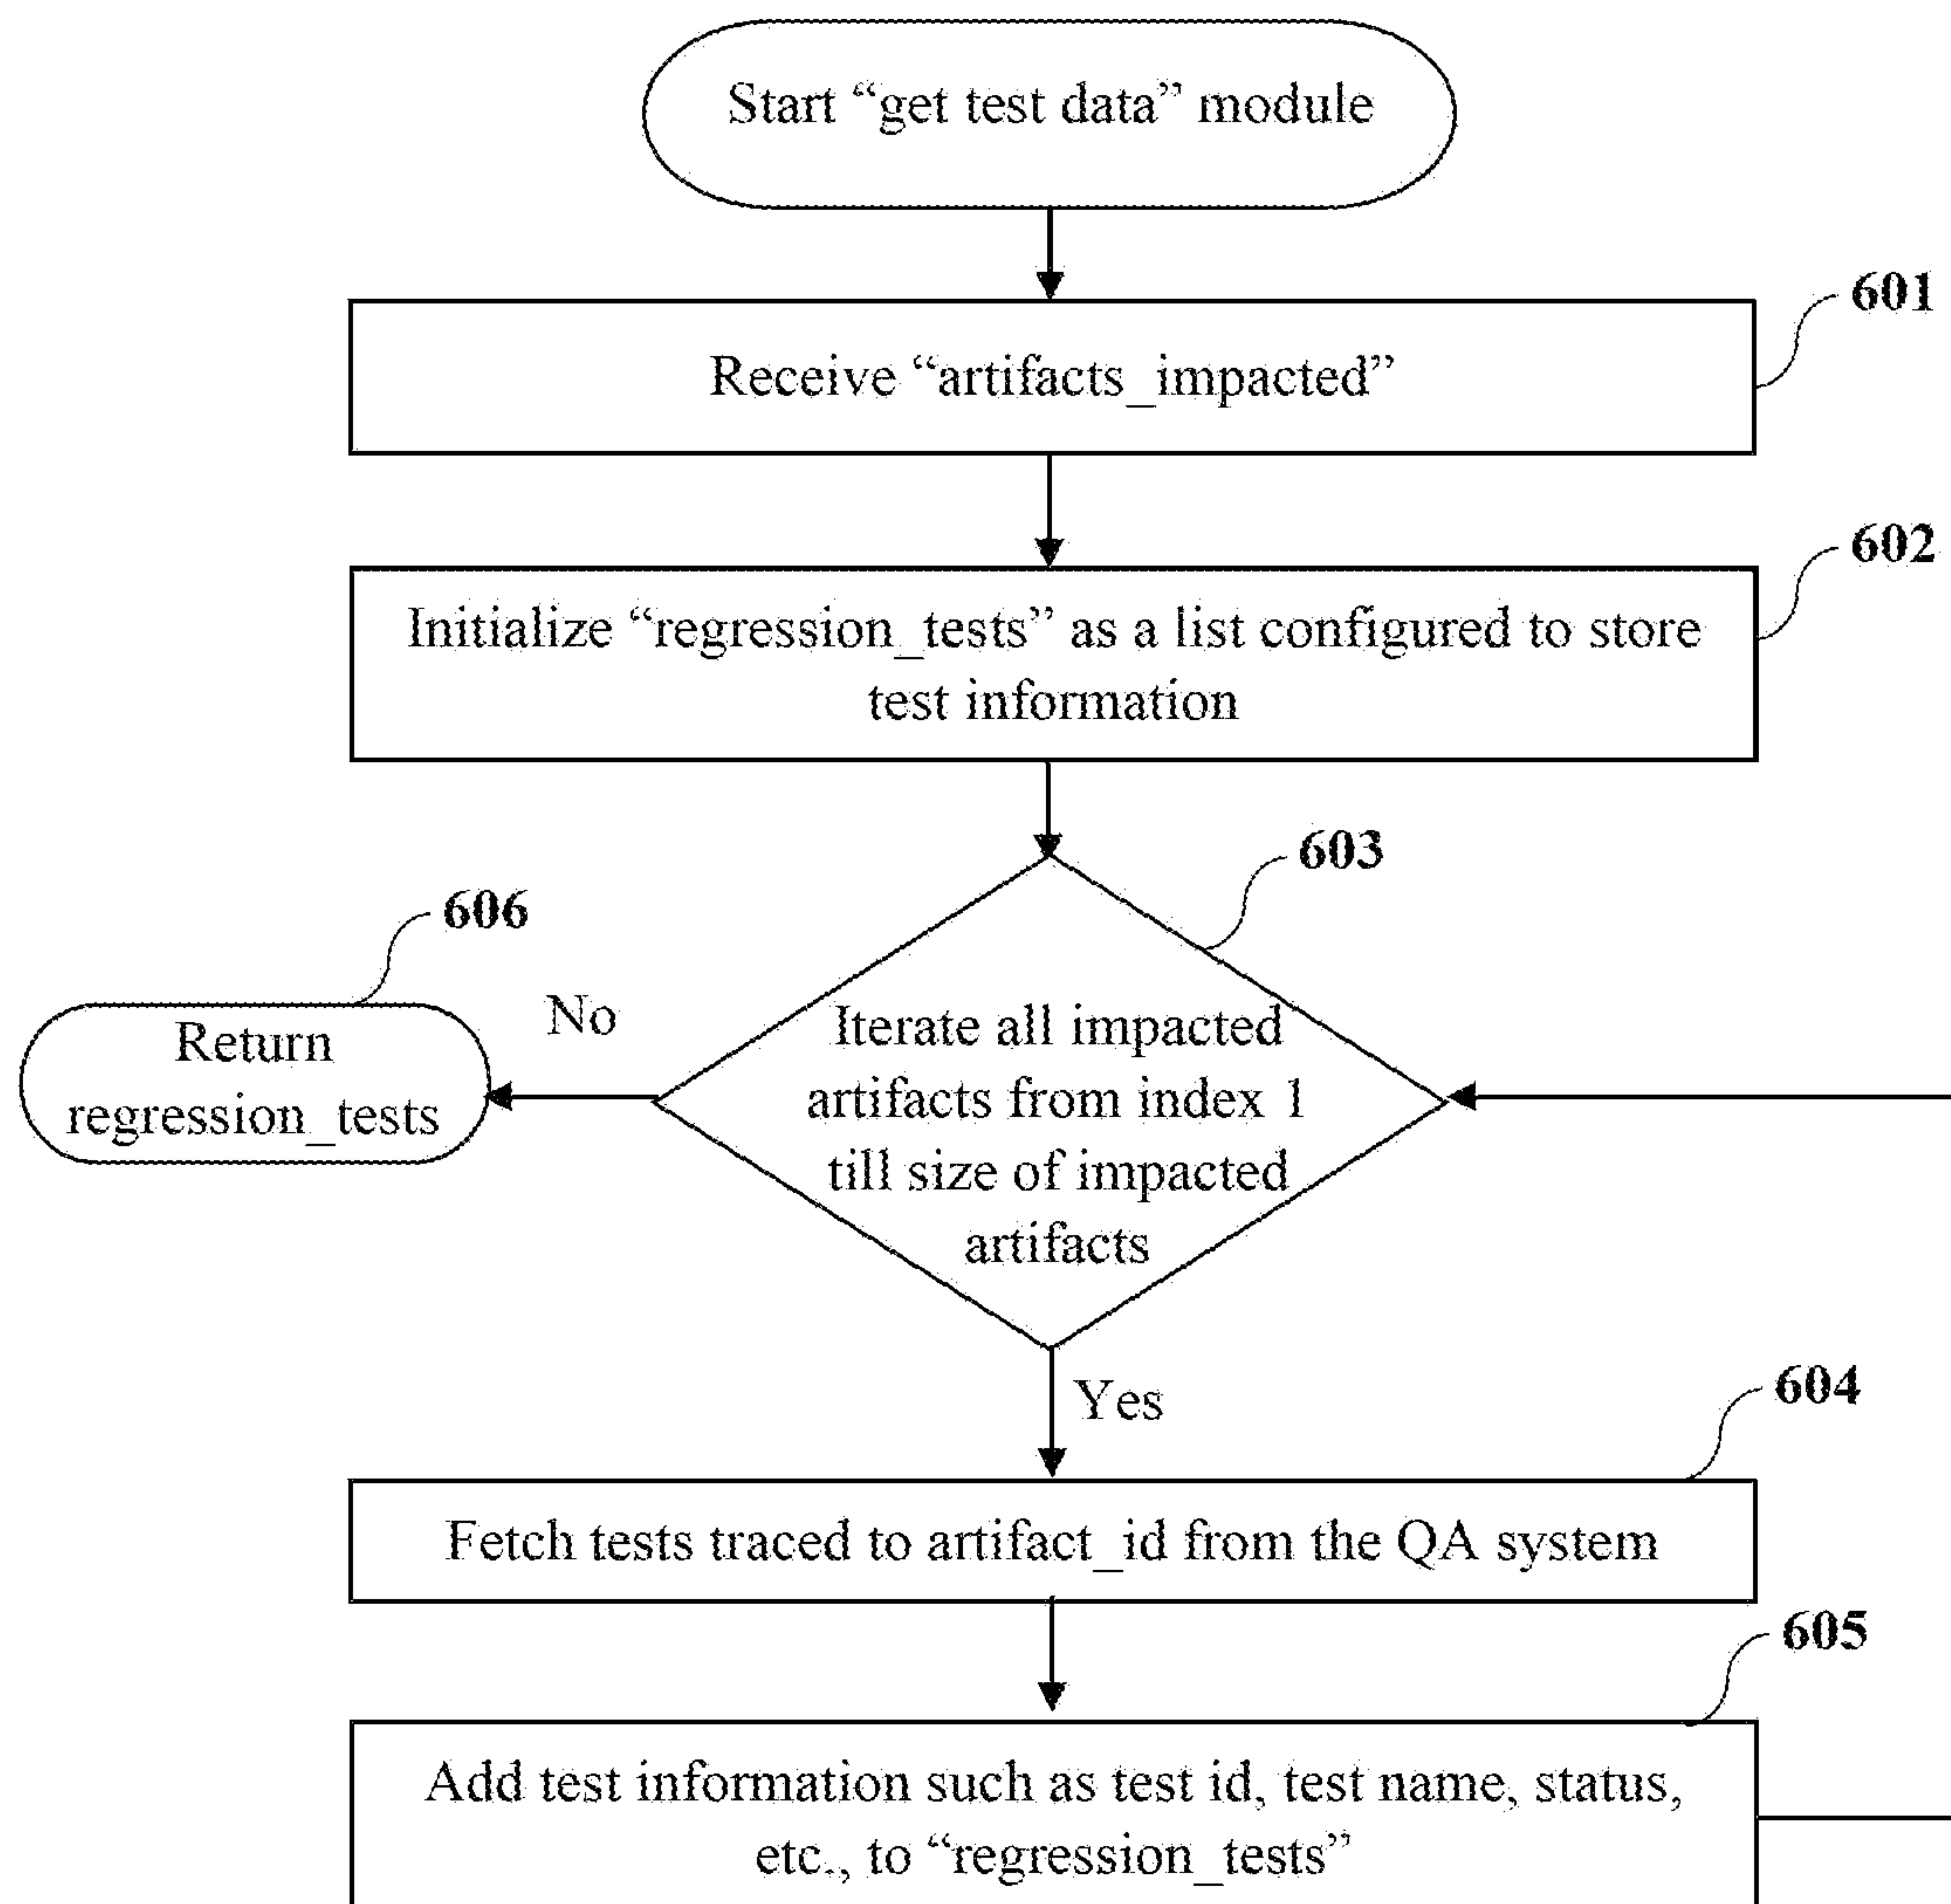 Start “get test data” module
601
Receive “artifacts_impacted”
602
Initialize “regression_tests” as a list configured to store
test information
603
606
No
Return
regression_tests
Iterate all impacted
artifacts from index 1
till size of impacted
artifacts
Yes
604
Fetch tests traced to artifact_id from the QA system
605
Add test information such as test id, test name, status,
etc., to “regression_tests”